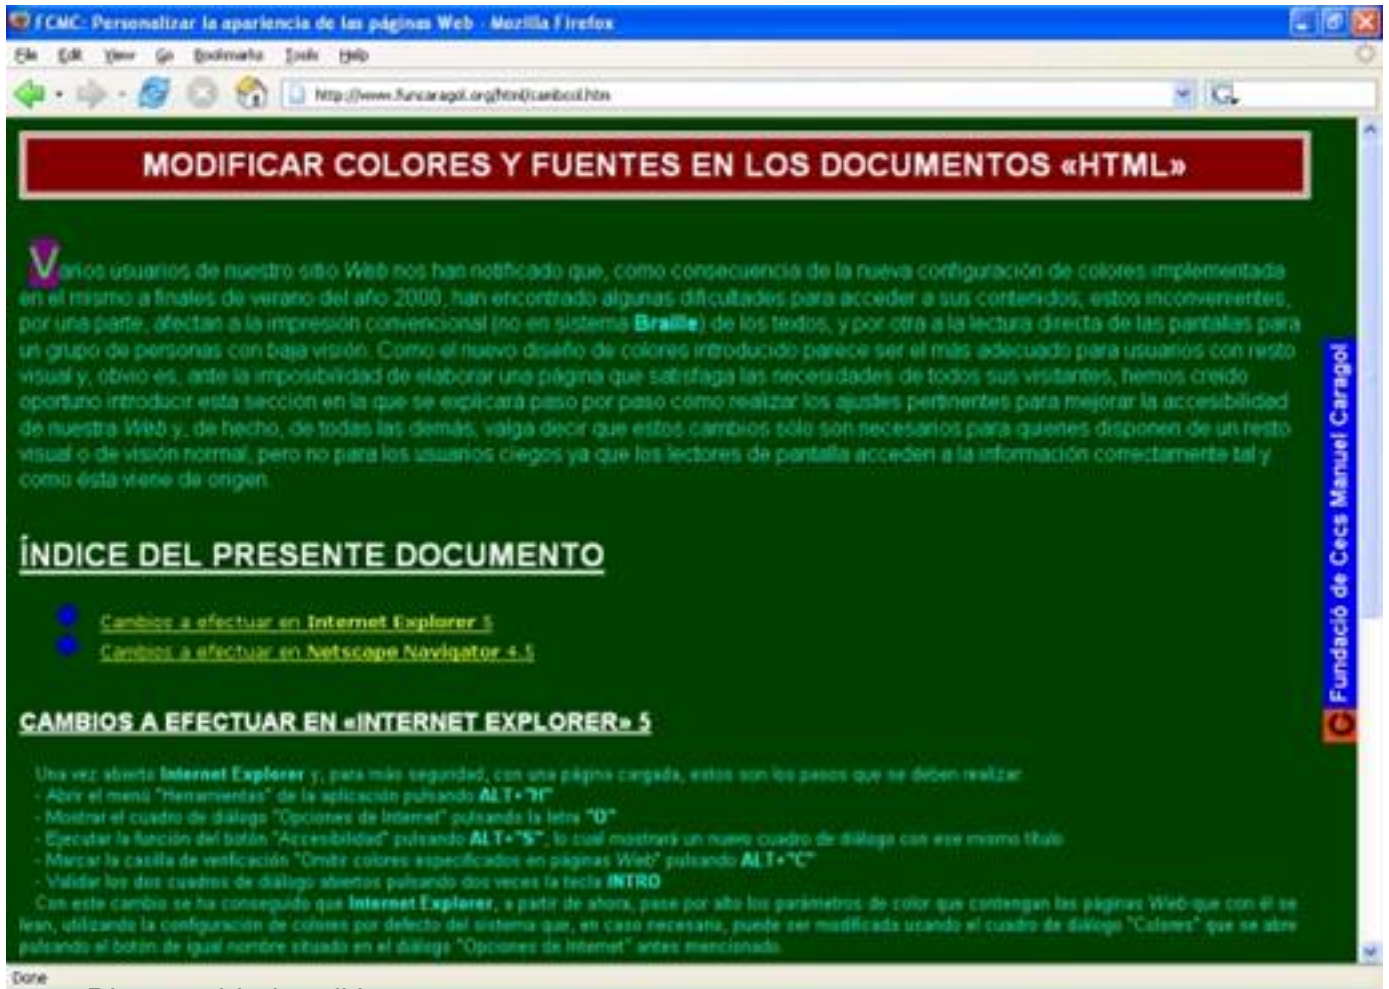 FCMC: Personalizar la apariencia de las páginas Web - Mozilla Firefox
File Edit View Go Bookmarks Tools Help
http://www.funcaragol.org/html/cambcol.htm
MODIFICAR COLORES Y FUENTES EN LOS DOCUMENTOS «HTML»
Varios usuarios de nuestro sitio Web nos han notificado que, como consecuencia de la nueva configuración de colores implementada
en el mismo a finales de verano del año 2000, han encontrado algunas dificultades para acceder a sus contenidos, estos inconvenientes,
por una parte, afectan a la impresión convencional (no en sistema Braille) de los textos, y por otra a la lectura directa de las pantallas para
un grupo de personas con baja visión. Como el nuevo diseño de colores introducido parece ser el más adecuado para usuarios con resto
visual y, obvio es, ante la imposibilidad de elaborar una página que satisfaga las necesidades de todos sus visitantes, hemos creído
oportuno introducir esta sección en la que se explicará paso por paso cómo realizar los ajustes pertinentes para mejorar la accesibilidad
de nuestra Web y, de hecho, de todas las demás, valga decir que estos cambios sólo son necesarios para quienes disponen de un resto
visual o de visión normal, pero no para los usuarios ciegos ya que los lectores de pantalla acceden a la información correctamente tal y
como ésta viene de origen.
ÍNDICE DEL PRESENTE DOCUMENTO
Cambios a efectuar en Internet Explorer 5
Cambios a efectuar en Netscape Navigator 4.5
CAMBIOS A EFECTUAR EN «INTERNET EXPLORER» 5
Una vez abierto Internet Explorer y, para más seguridad, con una página cargada, estos son los pasos que se deben realizar:
- Abrir el menú "Herramientas" de la aplicación pulsando ALT+"H"
- Mostrar el cuadro de diálogo "Opciones de Internet" pulsando la letra "O"
- Ejecutar la función del botón "Accessibilidad" pulsando ALT+"S", lo cual mostrará un nuevo cuadro de diálogo con ese mismo título
- Marcar la casilla de verificación "Omitir colores especificados en páginas Web" pulsando ALT+"C"
- Validar los dos cuadros de diálogo abiertos pulsando dos veces la tecla INTRO
Con este cambio se ha conseguido que Internet Explorer, a partir de ahora, pase por alto los parámetros de color que contengan las páginas Web que con él se
lean, utilizando la configuración de colores por defecto del sistema que, en caso necesario, puede ser modificada usando el cuadro de diálogo "Colores" que se abre
pulsando el botón de igual nombre situado en el diálogo "Opciones de Internet" antes mencionado.
Fundació de Cecs Manuel Caragol
Done